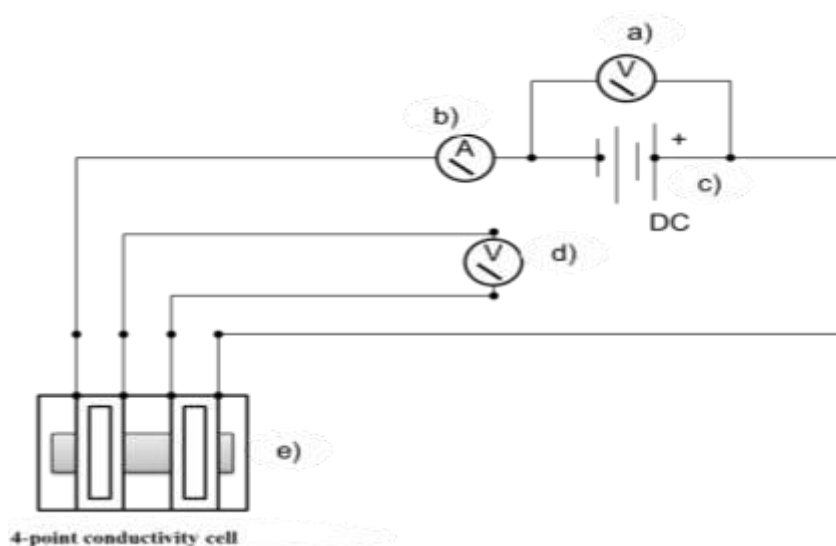 a)
V
b)
A
+
c)
DC
V
d)
e)
4-point conductivity cell